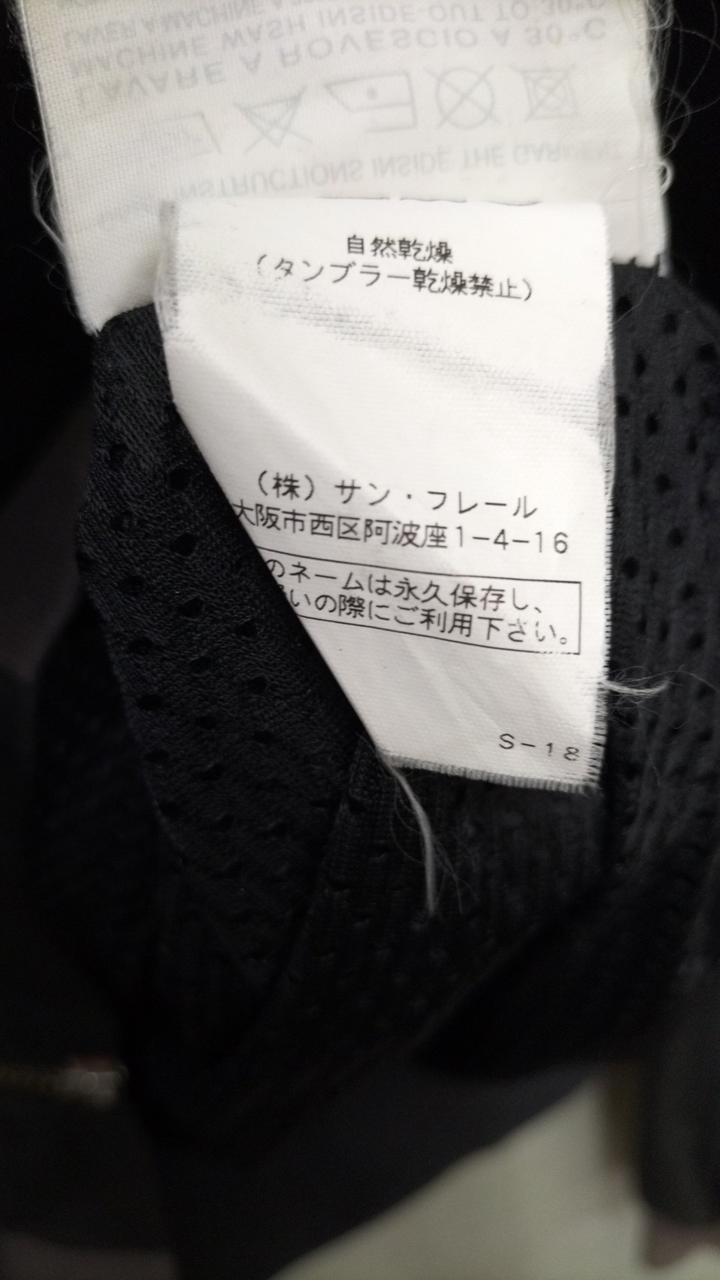 LAVER A MACHINE A
MACHINE WASH INSIDE-OUT TO 30°C
LAVARE A ROVESCIO A 30°C
INSTRUCTIONS INSIDE THE GARMENT
自然乾燥
(タンブラー乾燥禁止)
(株)サン・フレール
大阪市西区阿波座1-4-16
のネームは永久保存し、
いの際にご利用下さい。
S-18